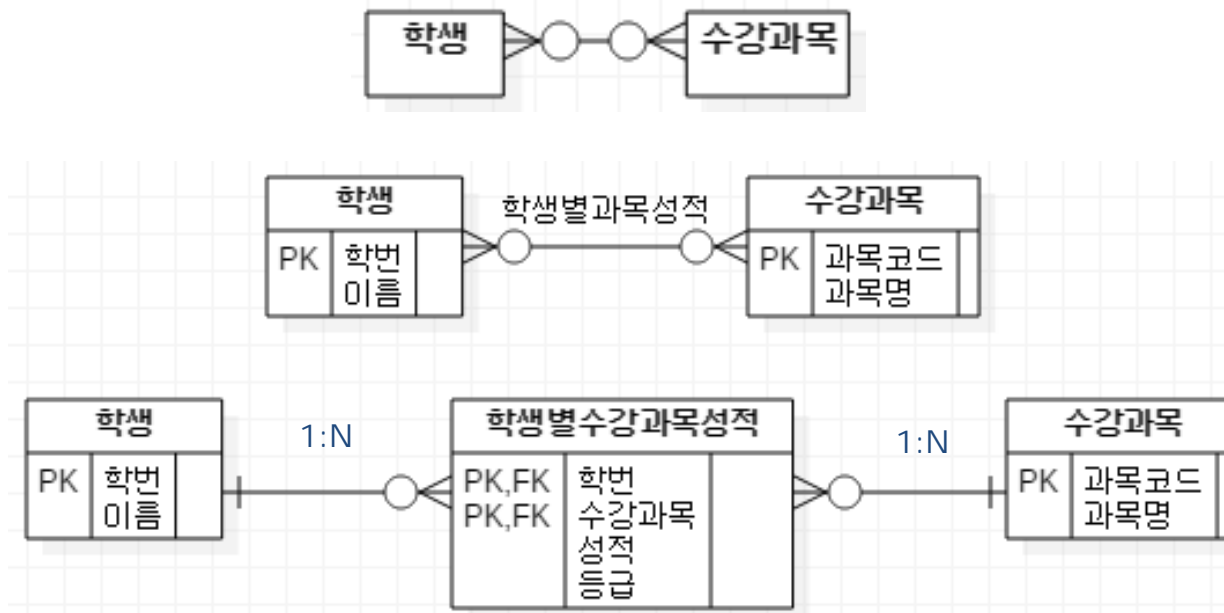 학생 수강과목
학생 학생별과목성적 수강과목
PK 학번 PK 과목코드
이름 과목명
학생 1:N 학생별수강과목성적 1:N 수강과목
PK 학번 PK,FK 학번 PK 과목코드
이름 PK,FK 수강과목 과목명
성적
등급